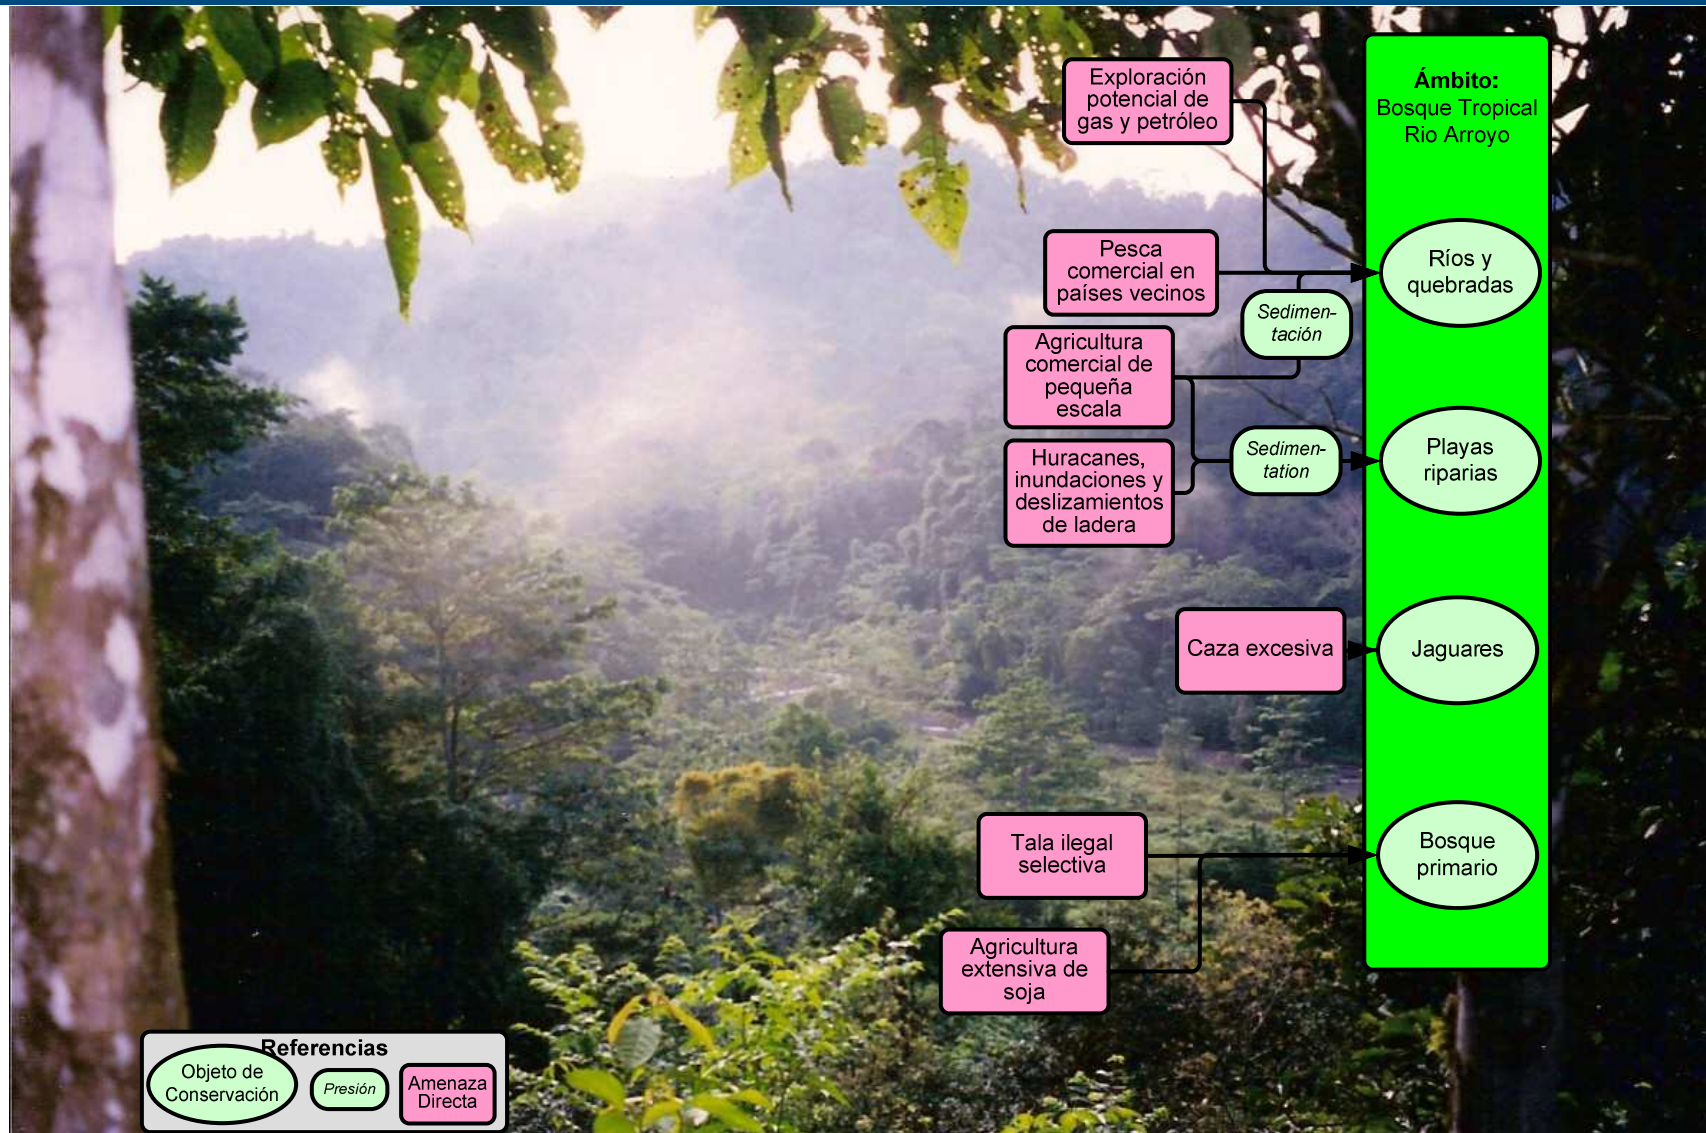 Exploración
potencial de
gas y petróleo
Ámbito:
Bosque Tropical
Rio Arroyo
Pesca
comercial en
países vecinos
Ríos y
quebradas
Sedimen-
tación
Agricultura
comercial de
pequeña
escala
Huracanes,
inundaciones y
deslizamientos
de ladera
Sedimen-
tation
Playas
riparias
Caza excesiva
Jaguares
Tala ilegal
selectiva
Bosque
primario
Agricultura
extensiva de
soja
Referencias
Objeto de
Conservación
Presión
Amenaza
Directa